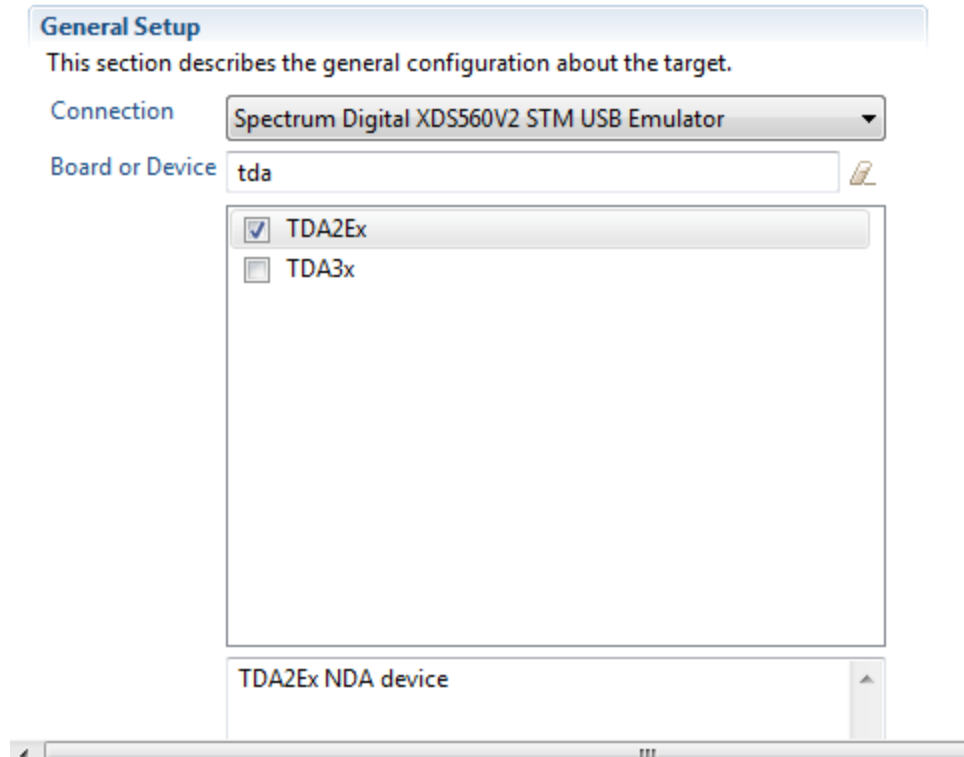 General Setup
This section describes the general configuration about the target.
Connection
Spectrum Digital XDS560V2 STM USB Emulator
Board or Device
tda
TDA2Ex
TDA3x
TDA2Ex NDA device